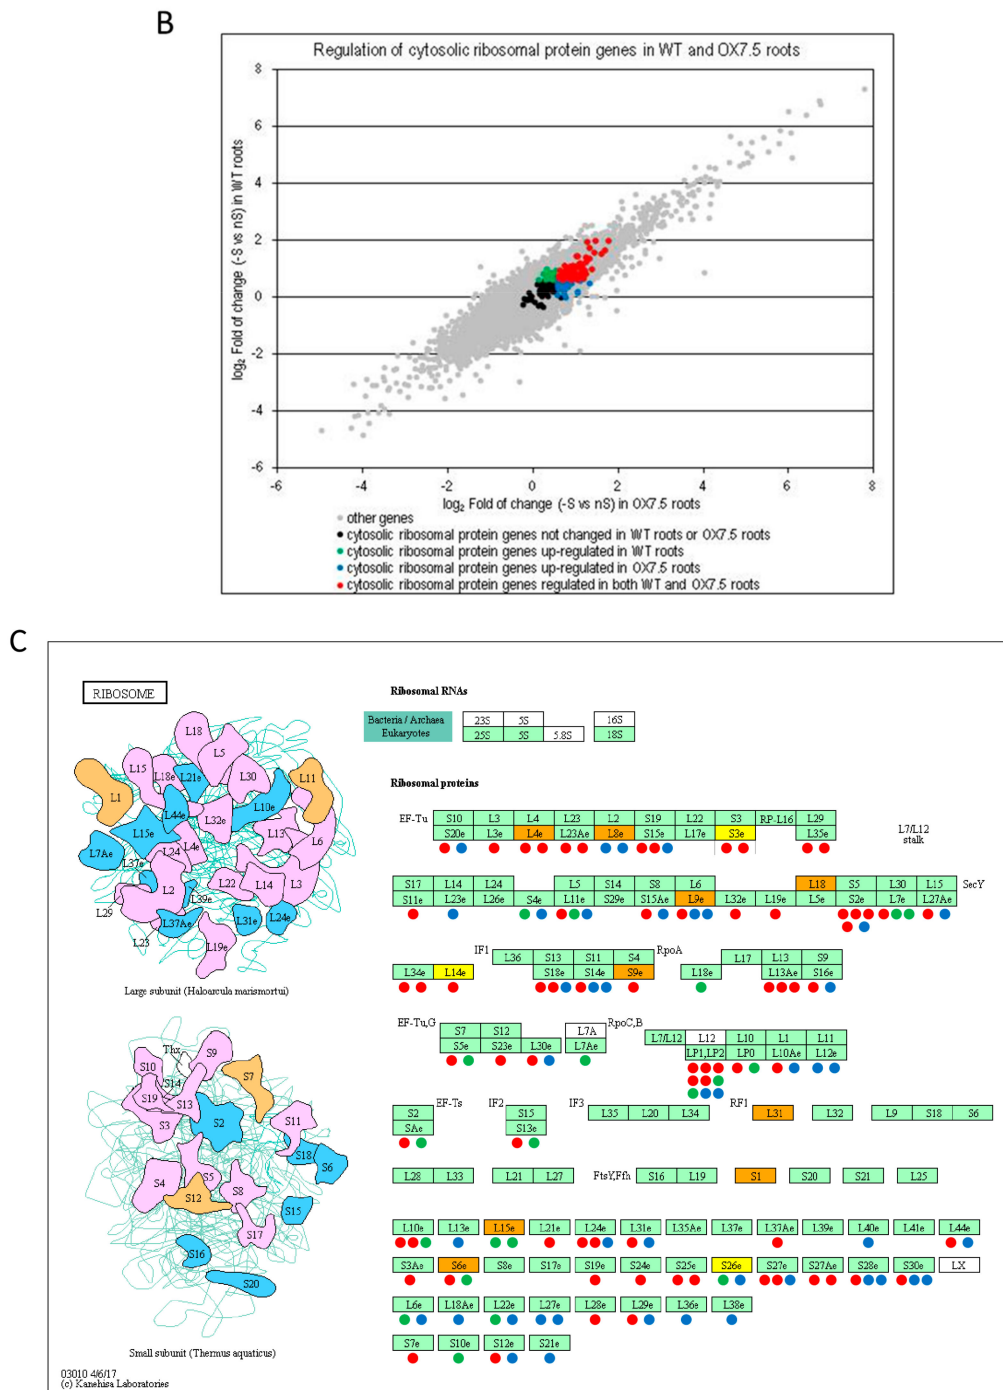 B
Regulation of cytosolic ribosomal protein genes in WT and OX7.5 roots
8
6
4
2
0
-2
-4
-6
log2 Fold of change (-S vs nS) in WT roots
-6 -4 -2 0 2 4 6 8
log2 Fold of change (-S vs nS) in OX7.5 roots
other genes
cytosolic ribosomal protein genes not changed in WT roots or OX7.5 roots
cytosolic ribosomal protein genes up-regulated in WT roots
cytosolic ribosomal protein genes up-regulated in OX7.5 roots
cytosolic ribosomal protein genes regulated in both WT and OX7.5 roots
C
RIBOSOME
L18
L5
L15
L18e
L21e
L30
L11
L1
L10e
L44e
L32e
L15e
L13
L6
L7Ae
L4e
L24
L37e
L2
L22
L14
L3
L39e
L29
L37Ae
L31e
L24e
L23
L19e
Large subunit (Haloarcula marismortui)
Thx
S9
S10
S14
S7
S19
S13
S3
S2
S11
S18
S6
S4
S5
S8
S12
S15
S17
S16
S20
Small subunit (Thermus aquaticus)
03010 4/6/17
(c) Kanehisa Laboratories
Ribosomal RNAs
Bacteria / Archaea 23S 5S 16S
Eukaryotes 25S 5S 5.8S 18S
Ribosomal proteins
EF-Tu S10 L3 L4 L23 L2 S19 L22 S3 RP-L16 L29
S20e L3e L4e L23Ae L8e S15e L17e S3e L35e
L7/L12
stalk
S17 L14 L24 L5 S14 S8 L6 L18 S5 L30 L15 SecY
S11e L23e L26e S4e L11e S29e S15Ae L9e L32e L19e L5e S2e L7e L27Ae
IF1 L36 S13 S11 S4 RpoA L17 L13 S9
L34e L14e S18e S14e S9e L18e L13Ae S16e
EF-Tu,G S7 S12 L7A RpoC,B L7/L12 L12 L10 L1 L11
S5e S23e L30e L7Ae LP1,LP2 LP0 L10Ae L12e
S2 EF-Ts IF2 S15 IF3 L35 L20 L34 RF1 L31 L32 L9 S18 S6
SAe S13e
L28 L33 L21 L27 FtsY,Ffh S16 L19 S1 S20 S21 L25
L10e L13e L15e L21e L24e L31e L35Ae L37e L37Ae L39e L40e L41e L44e
S3Ae S6e S8e S17e S19e S24e S25e S26e S27e S27Ae S28e S30e LX
L6e L18Ae L22e L27e L28e L29e L36e L38e
S7e S10e S12e S21e